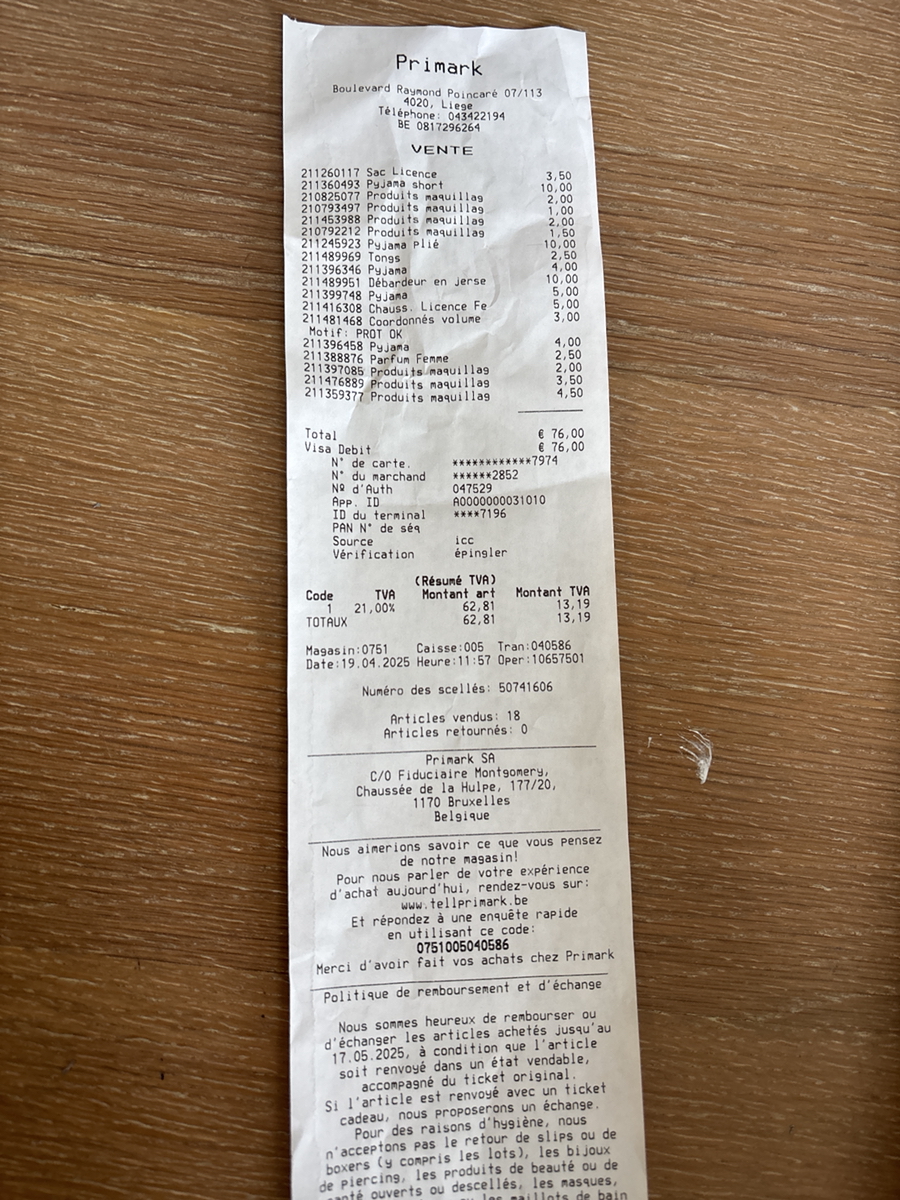 Primark
Boulevard Raymond Poincaré 07/113
4020, Liege
Téléphone: 043422194
BE 0817296264
VENTE
211260117 Sac Licence 3,50
211360493 Pyjama short 10,00
210825077 Produits maquillag 2,00
210793497 Produits maquillag 1,00
211453988 Produits maquillag 2,00
210792212 Produits maquillag 1,50
211245923 Pyjama plié 10,00
211489969 Tongs 2,50
211396346 Pyjama 4,00
211489951 Débardeur en jerse 10,00
211399748 Pyjama 5,00
211416308 Chauss. Licence Fe 5,00
211481468 Coordonnés volume 3,00
Motif: PROT OK
211396458 Pyjama 4,00
211388876 Parfum Femme 2,50
211397085 Produits maquillag 2,00
211476889 Produits maquillag 3,50
211359377 Produits maquillag 4,50
Total € 76,00
Visa Debit € 76,00
N° de carte. ************7974
N° du marchand ******2852
Nº d'Auth 047529
App. ID A0000000031010
ID du terminal ****7196
PAN N° de séq
Source icc
Vérification épingler
(Résumé TVA)
Code TVA Montant art Montant TVA
1 21,00% 62,81 13,19
TOTAUX 62,81 13,19
Magasin:0751 Caisse:005 Tran:040586
Date:19.04.2025 Heure:11:57 Oper:10657501
Numéro des scellés: 50741606
Articles vendus: 18
Articles retournés: 0
Primark SA
C/O Fiduciaire Montgomery,
Chaussée de la Hulpe, 177/20,
1170 Bruxelles
Belgique
Nous aimerions savoir ce que vous pensez
de notre magasin!
Pour nous parler de votre expérience
d'achat aujourd'hui, rendez-vous sur:
www.tellprimark.be
Et répondez à une enquête rapide
en utilisant ce code:
0751005040586
Merci d'avoir fait vos achats chez Primark
Politique de remboursement et d'échange
Nous sommes heureux de rembourser ou
d'échanger les articles achetés jusqu'au
17.05.2025, à condition que l'article
soit renvoyé dans un état vendable,
accompagné du ticket original.
Si l'article est renvoyé avec un ticket
cadeau, nous proposerons un échange.
Pour des raisons d'hygiène, nous
n'acceptons pas le retour de slips ou de
boxers (y compris les lots), les bijoux
de piercing, les produits de beauté ou de
santé ouverts ou descellés, les masques,
les maillots de bain